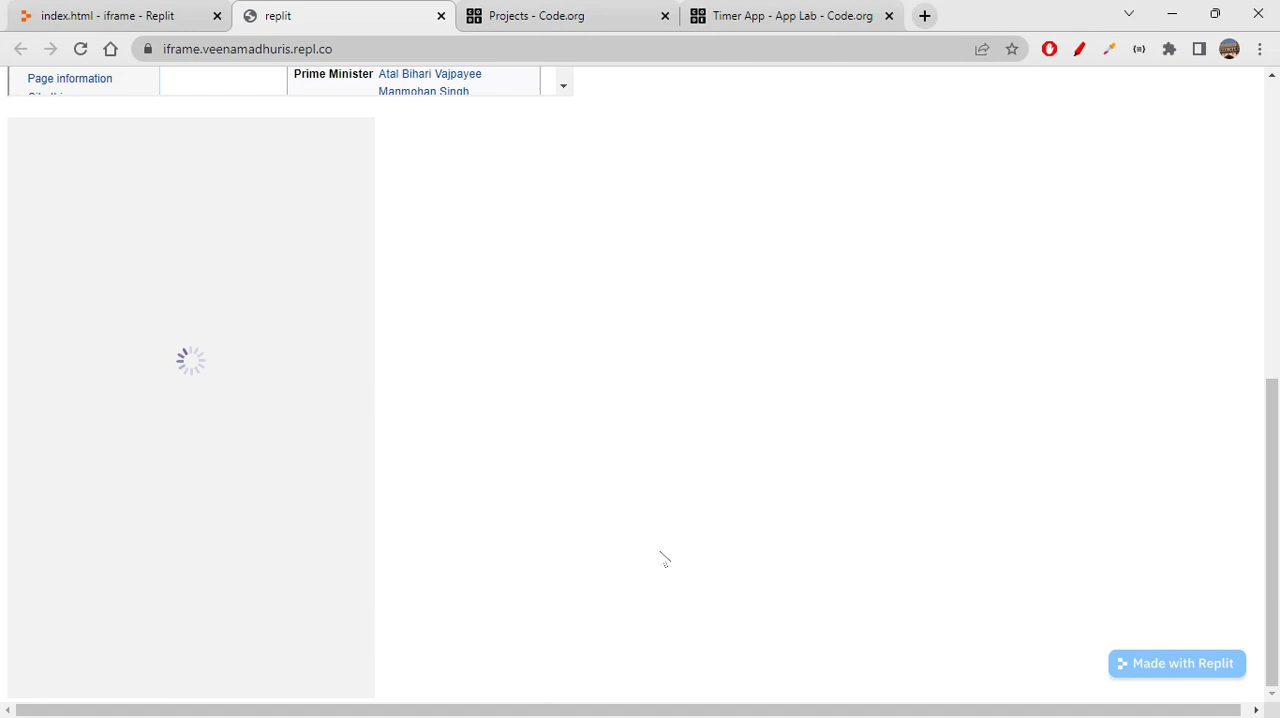 index.html - iframe - Replit
replit
Projects - Code.org
Timer App - App Lab - Code.org
iframe.veenamadhuris.repl.co
Page information
Prime Minister Atal Bihari Vajpayee
Manmohan Singh
Made with Replit